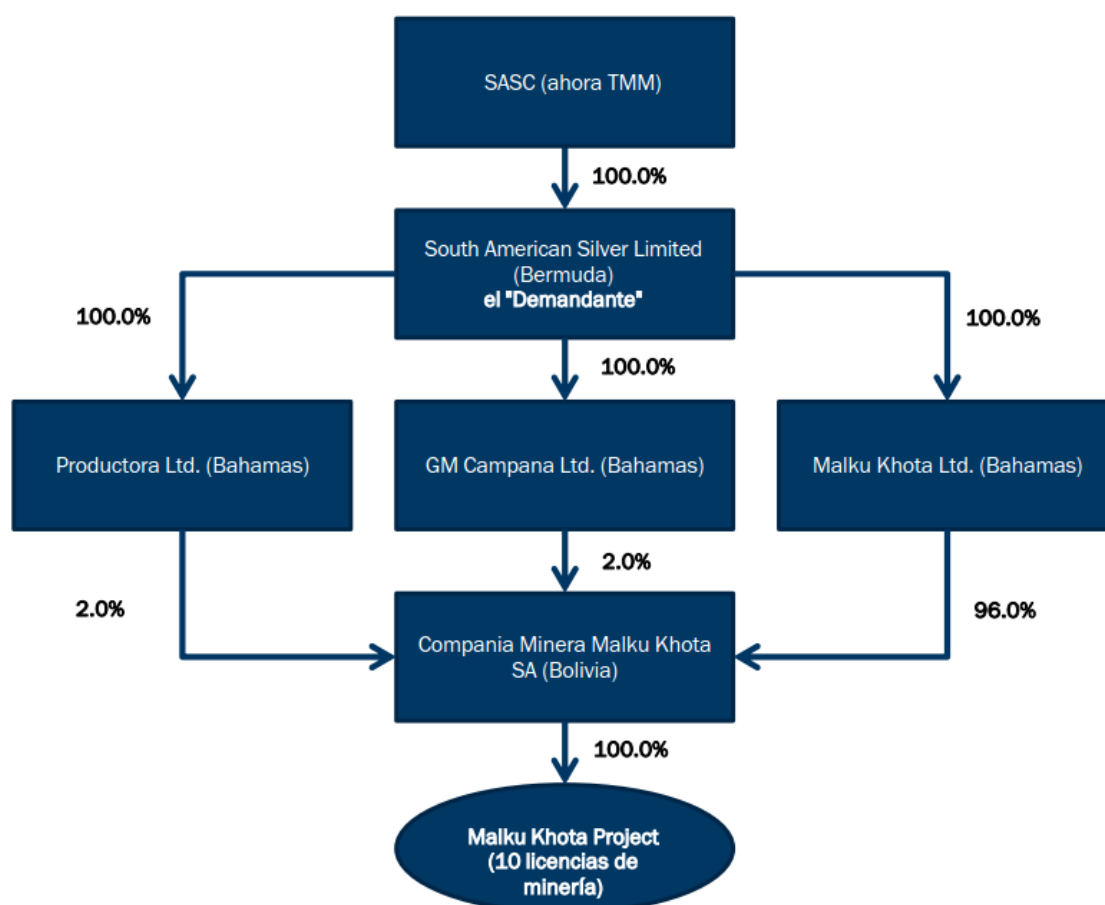 SASC (ahora TMM)
100.0%
South American Silver Limited
(Bermuda)
el "Demandante"
100.0%
100.0%
100.0%
Productora Ltd. (Bahamas)
GM Campana Ltd. (Bahamas)
Malku Khota Ltd. (Bahamas)
2.0%
2.0%
96.0%
Compania Minera Malku Khota
SA (Bolivia)
100.0%
Malku Khota Project
(10 licencias de
minería)